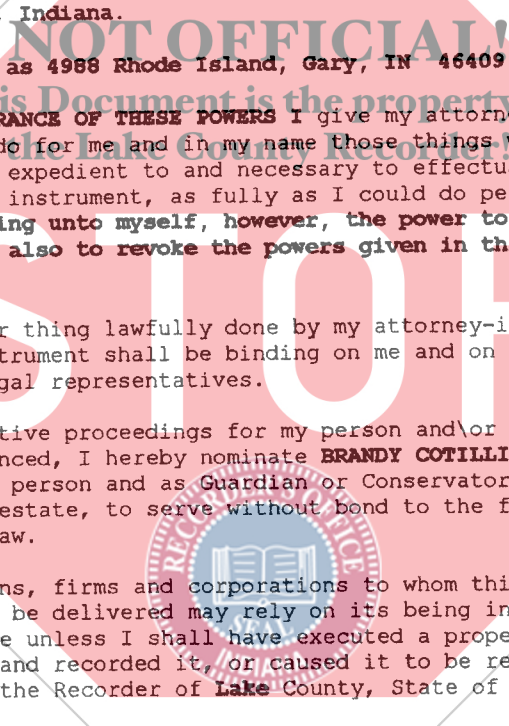 Indiana.
NOT OFFICIAL!
as 4988 Rhode Island, Gary, IN 46409
This Document is the property
RANCE OF THESE POWERS I give my attorne
do for me and in my name those things
the Lake County Recorder!
expedient to and necessary to effectu
instrument, as fully as I could do pe
ing unto myself, however, the power to
also to revoke the powers given in th
STOP
r thing lawfully done by my attorney-i
trument shall be binding on me and on
gal representatives.
tive proceedings for my person and\or
nced, I hereby nominate BRANDY COTILLI
person and as Guardian or Conservator
estate, to serve without bond to the f
aw.
RECORDER'S OFFICE
SEAL
INDIANA
ns, firms and corporations to whom thi
be delivered may rely on its being in
e unless I shall have executed a prope
and recorded it, or caused it to be re
the Recorder of Lake County, State of